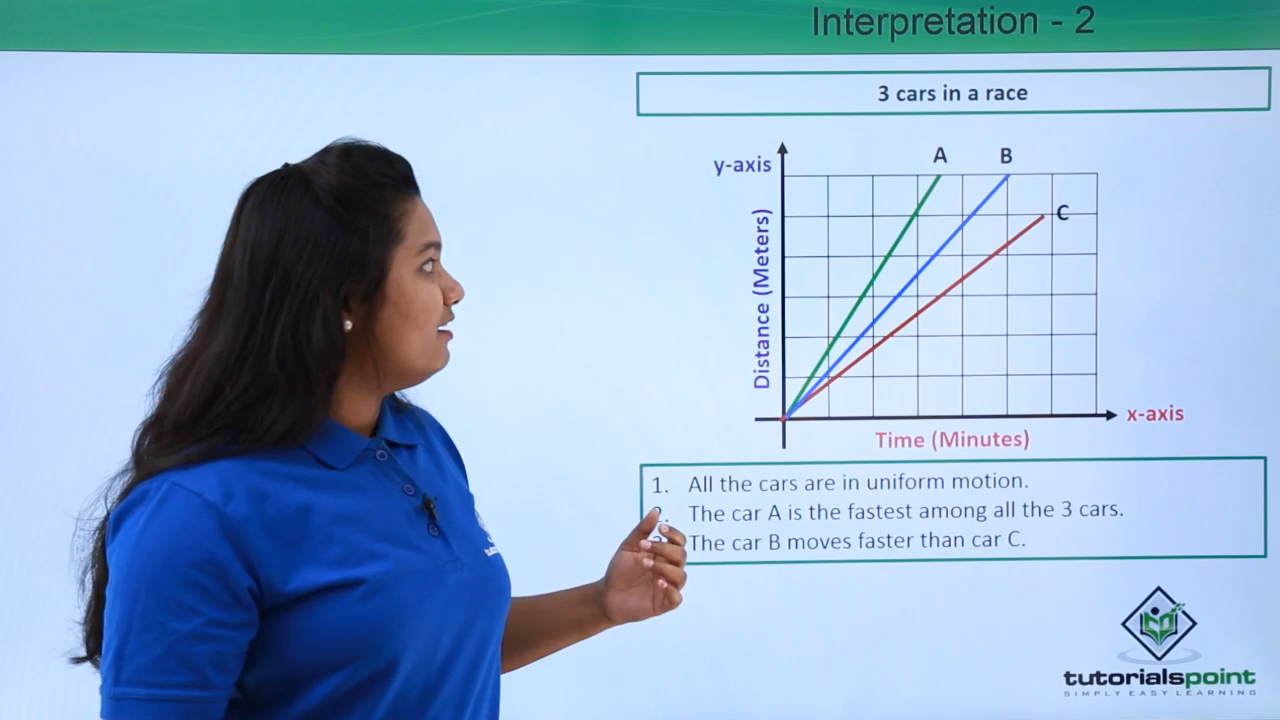 Interpretation - 2
3 cars in a race
y-axis
A
B
C
Distance (Meters)
x-axis
Time (Minutes)
1. All the cars are in uniform motion.
2. The car A is the fastest among all the 3 cars.
The car B moves faster than car C.
tutorialspoint
SIMPLY EASY LEARNING